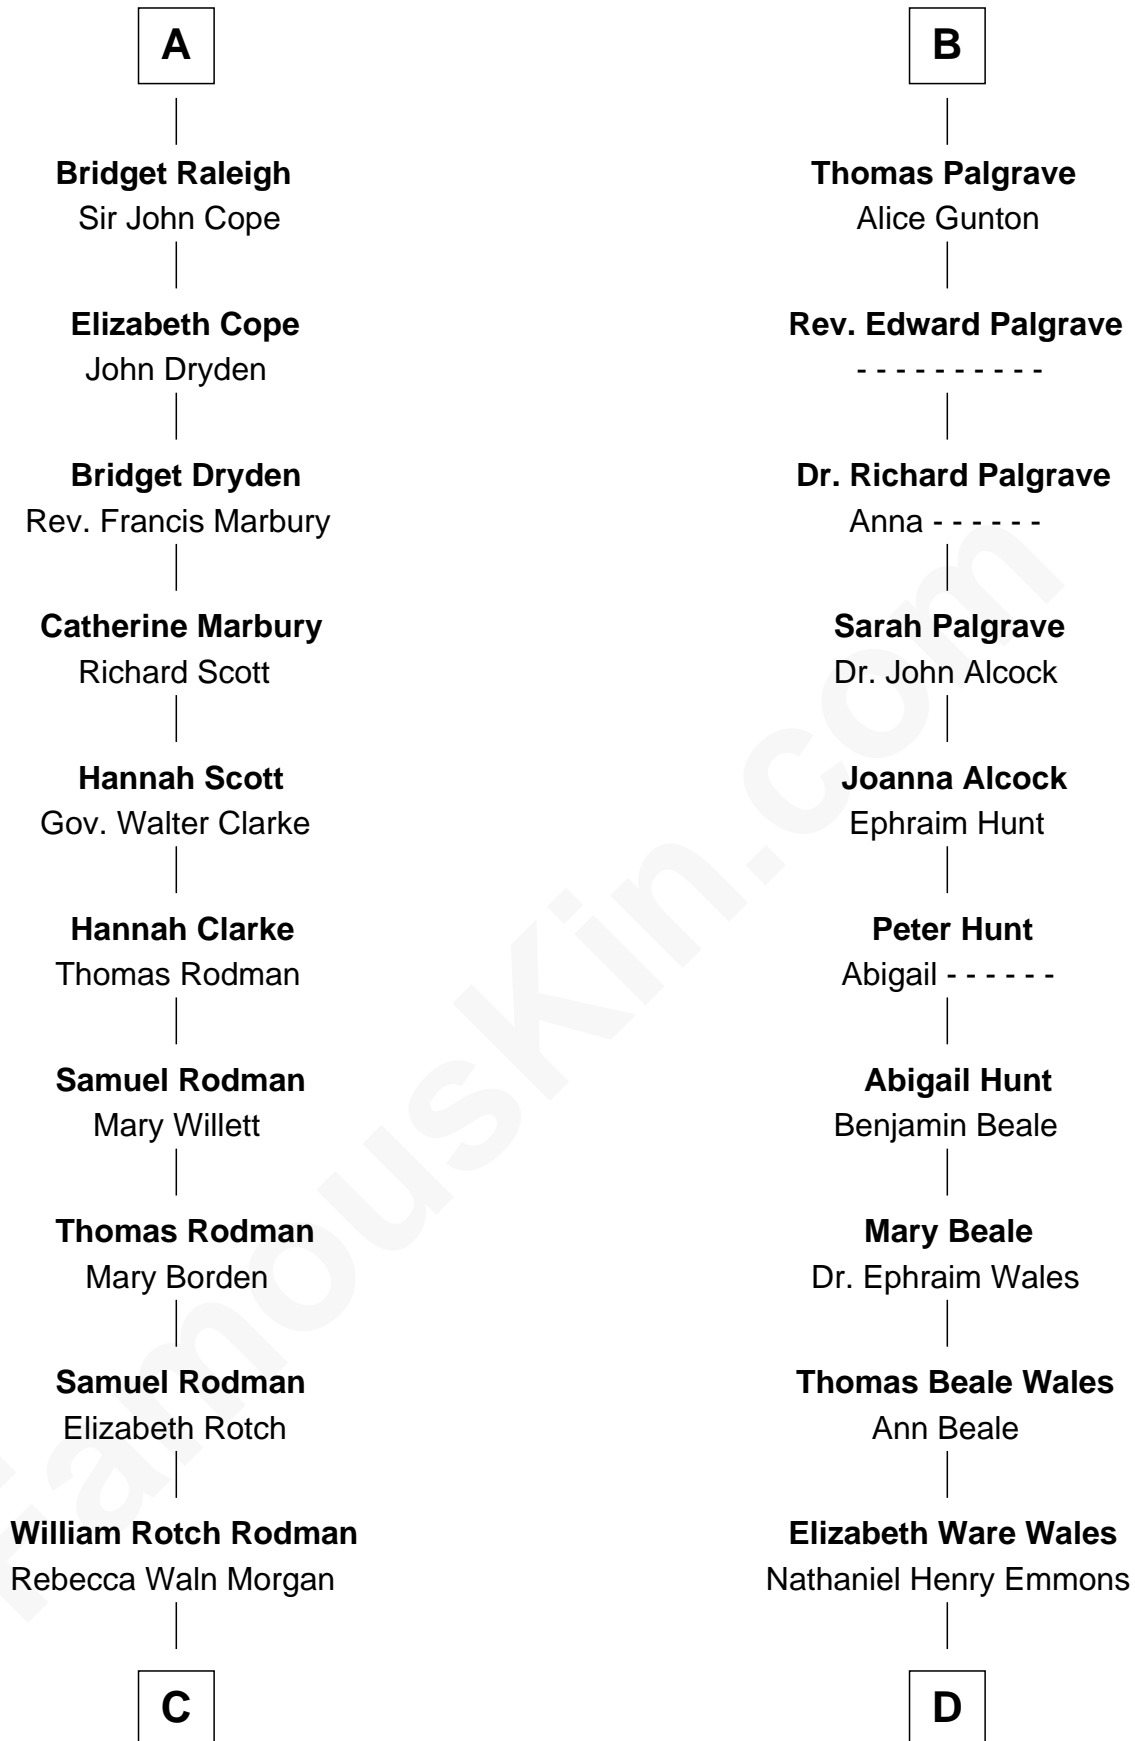 A
Bridget Raleigh
Sir John Cope
Elizabeth Cope
John Dryden
Bridget Dryden
Rev. Francis Marbury
Catherine Marbury
Richard Scott
Hannah Scott
Gov. Walter Clarke
Hannah Clarke
Thomas Rodman
Samuel Rodman
Mary Willett
Thomas Rodman
Mary Borden
Samuel Rodman
Elizabeth Rotch
William Rotch Rodman
Rebecca Waln Morgan
C
B
Thomas Palgrave
Alice Gunton
Rev. Edward Palgrave
- - - - - - - - - -
Dr. Richard Palgrave
Anna - - - - - -
Sarah Palgrave
Dr. John Alcock
Joanna Alcock
Ephraim Hunt
Peter Hunt
Abigail - - - - - -
Abigail Hunt
Benjamin Beale
Mary Beale
Dr. Ephraim Wales
Thomas Beale Wales
Ann Beale
Elizabeth Ware Wales
Nathaniel Henry Emmons
D
FamousKin.com